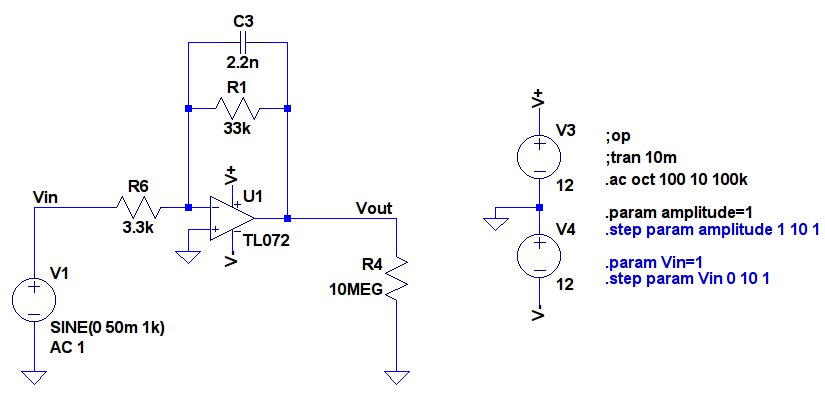 C3
2.2n
R1
33k
Vin
R6
3.3k
V+
U1
TL072
V-
Vout
V1
SINE(0 50m 1k)
AC 1
R4
10MEG
V+
V3
12
V4
12
V-
;op
;tran 10m
.ac oct 100 10 100k
.param amplitude=1
.step param amplitude 1 10 1
.param Vin=1
.step param Vin 0 10 1